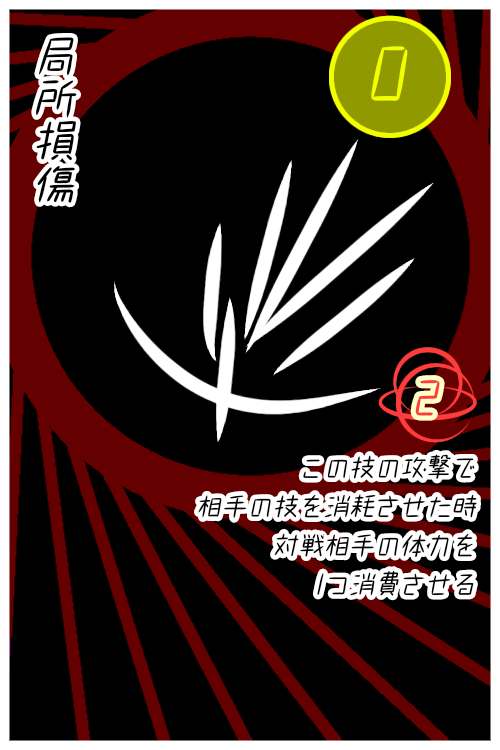 局所損傷
0
2
この技の攻撃で
相手の技を消耗させた時
対戦相手の体力を
1つ消費させる